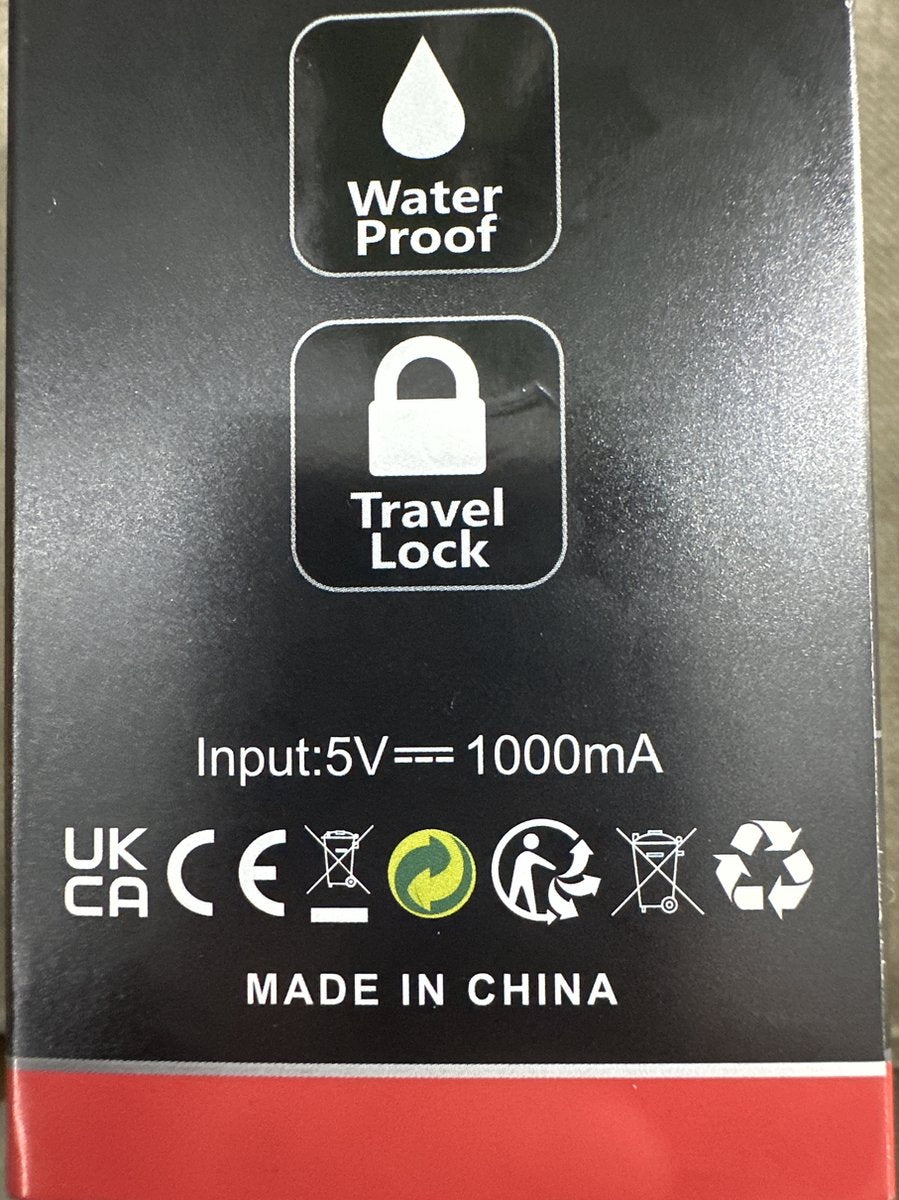 Water
Proof
Travel
Lock
Input:5V⎓1000mA
UK
CA CE
MADE IN CHINA